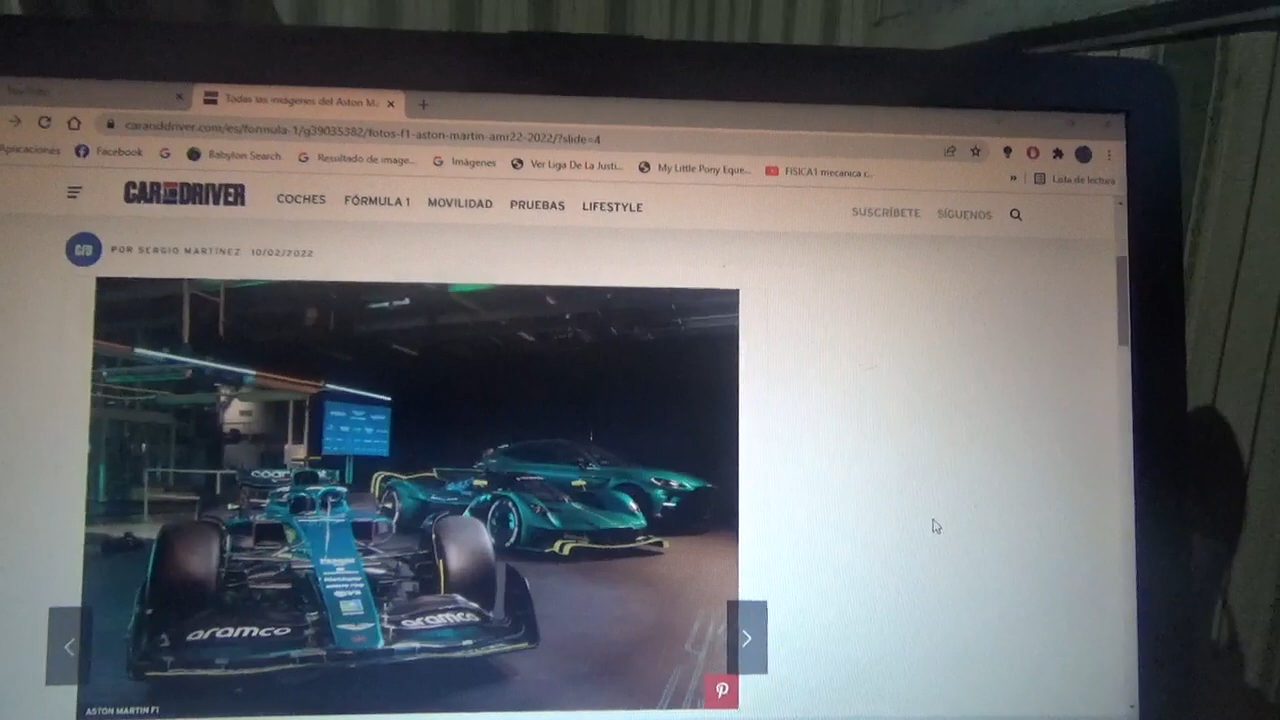 Todas las imágenes del Aston M.
caranddriver.com/es/formula-1/g39035382/fotos-f1-aston-martin-amr22-2022/?slide=4
Aplicaciones Facebook Babylon Search Resultado de image... Imágenes Ver Liga De La Justi... My Little Pony Eque... FISICA1 mecanica c... » Lista de lectura
CAR AND DRIVER COCHES FÓRMULA 1 MOVILIDAD PRUEBAS LIFESTYLE SUSCRÍBETE SÍGUENOS
C/D POR SERGIO MARTÍNEZ 10/02/2022
aramco
aramco
ASTON MARTIN F1